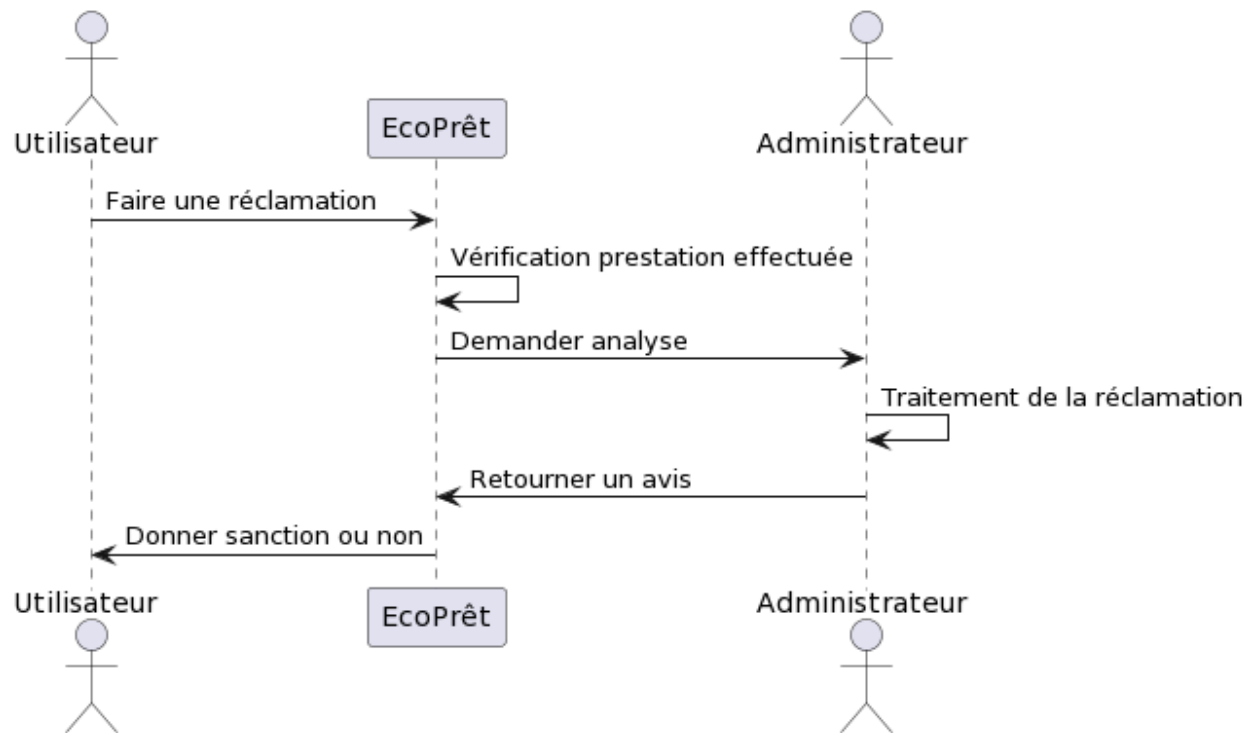 Utilisateur
EcoPrêt
Administrateur
Faire une réclamation
Vérification prestation effectuée
Demander analyse
Traitement de la réclamation
Retourner un avis
Donner sanction ou non
Utilisateur
EcoPrêt
Administrateur